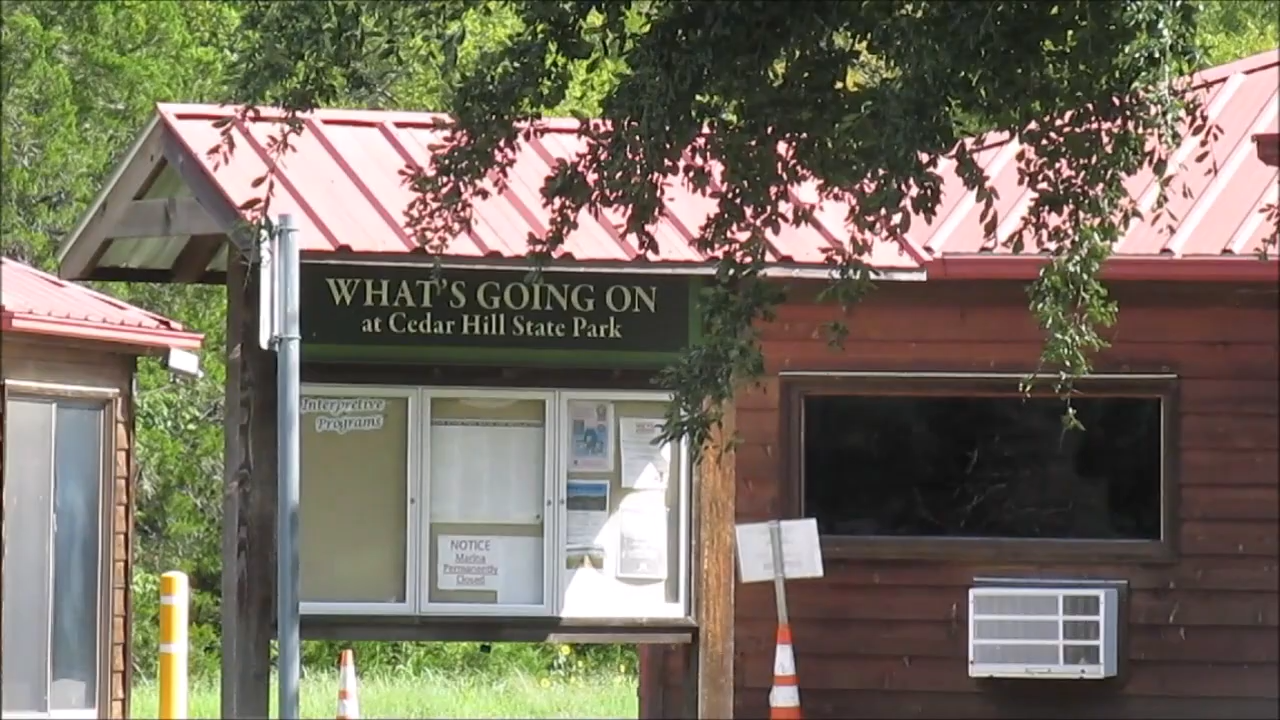 WHAT'S GOING ON
at Cedar Hill State Park
Interpretive
Programs
NOTICE
Marina
Permanently
Closed